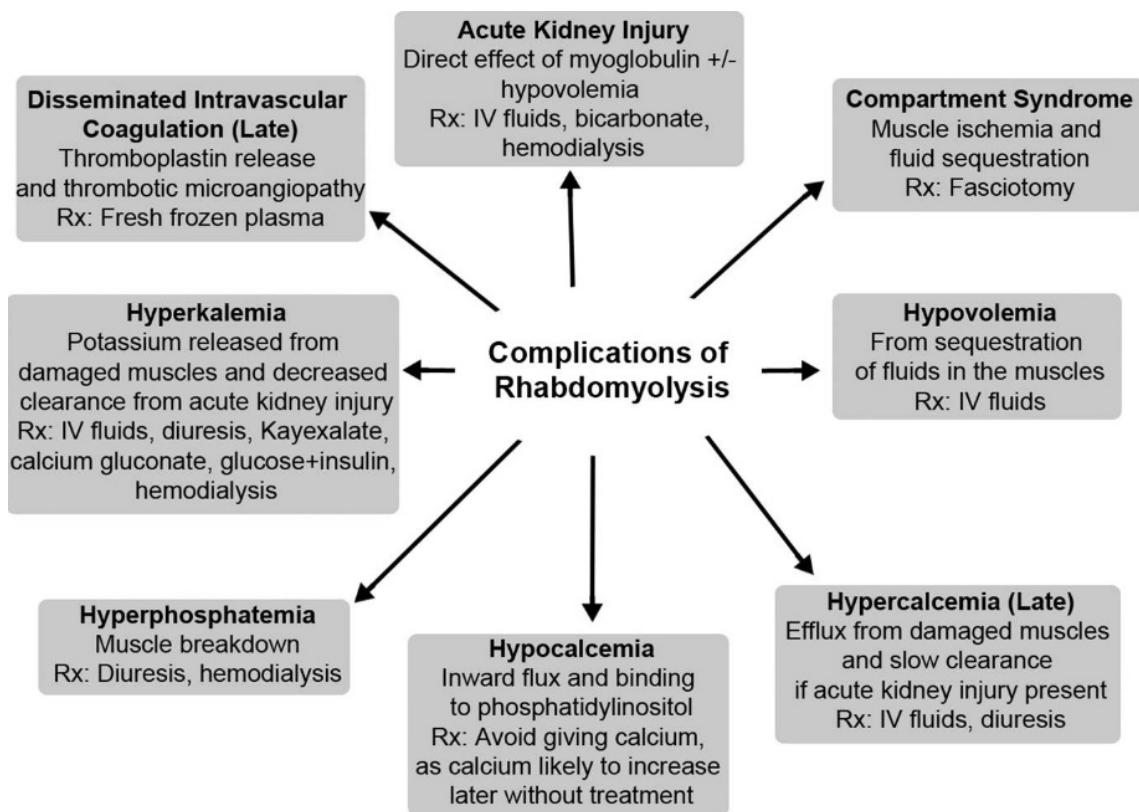 Acute Kidney Injury
Direct effect of myoglobulin +/-
hypovolemia
Rx: IV fluids, bicarbonate,
hemodialysis
Disseminated Intravascular
Coagulation (Late)
Thromboplastin release
and thrombotic microangiopathy
Rx: Fresh frozen plasma
Compartment Syndrome
Muscle ischemia and
fluid sequestration
Rx: Fasciotomy
Hyperkalemia
Potassium released from
damaged muscles and decreased
clearance from acute kidney injury
Rx: IV fluids, diuresis, Kayexalate,
calcium gluconate, glucose+insulin,
hemodialysis
Complications of
Rhabdomyolysis
Hypovolemia
From sequestration
of fluids in the muscles
Rx: IV fluids
Hyperphosphatemia
Muscle breakdown
Rx: Diuresis, hemodialysis
Hypocalcemia
Inward flux and binding
to phosphatidylinositol
Rx: Avoid giving calcium,
as calcium likely to increase
later without treatment
Hypercalcemia (Late)
Efflux from damaged muscles
and slow clearance
if acute kidney injury present
Rx: IV fluids, diuresis